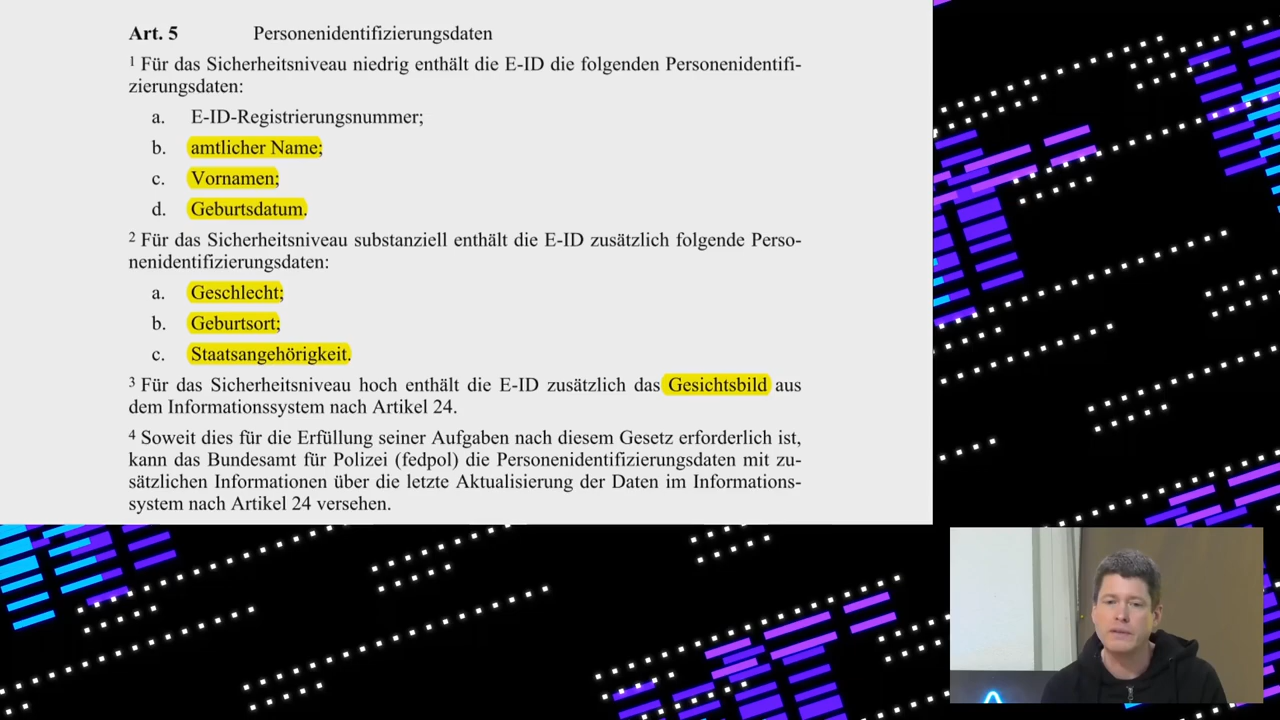 Art. 5 Personenidentifizierungsdaten
1 Für das Sicherheitsniveau niedrig enthält die E-ID die folgenden Personenidentifi-
zierungsdaten:
a. E-ID-Registrierungsnummer;
b. amtlicher Name;
c. Vornamen;
d. Geburtsdatum.
2 Für das Sicherheitsniveau substanziell enthält die E-ID zusätzlich folgende Perso-
nenidentifizierungsdaten:
a. Geschlecht;
b. Geburtsort;
c. Staatsangehörigkeit.
3 Für das Sicherheitsniveau hoch enthält die E-ID zusätzlich das Gesichtsbild aus
dem Informationssystem nach Artikel 24.
4 Soweit dies für die Erfüllung seiner Aufgaben nach diesem Gesetz erforderlich ist,
kann das Bundesamt für Polizei (fedpol) die Personenidentifizierungsdaten mit zu-
sätzlichen Informationen über die letzte Aktualisierung der Daten im Informations-
system nach Artikel 24 versehen.